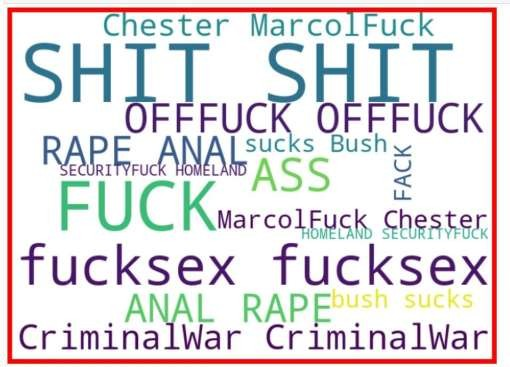 Chester MarcolFuck
SHIT SHIT
OFFFUCK OFFFUCK
RAPE ANAL
sucks Bush
SECURITYFUCK HOMELAND
ASS
FACK
FUCK
MarcolFuck Chester
HOMELAND SECURITYFUCK
fucksex fucksex
ANAL RAPE
bush sucks
CriminalWar CriminalWar